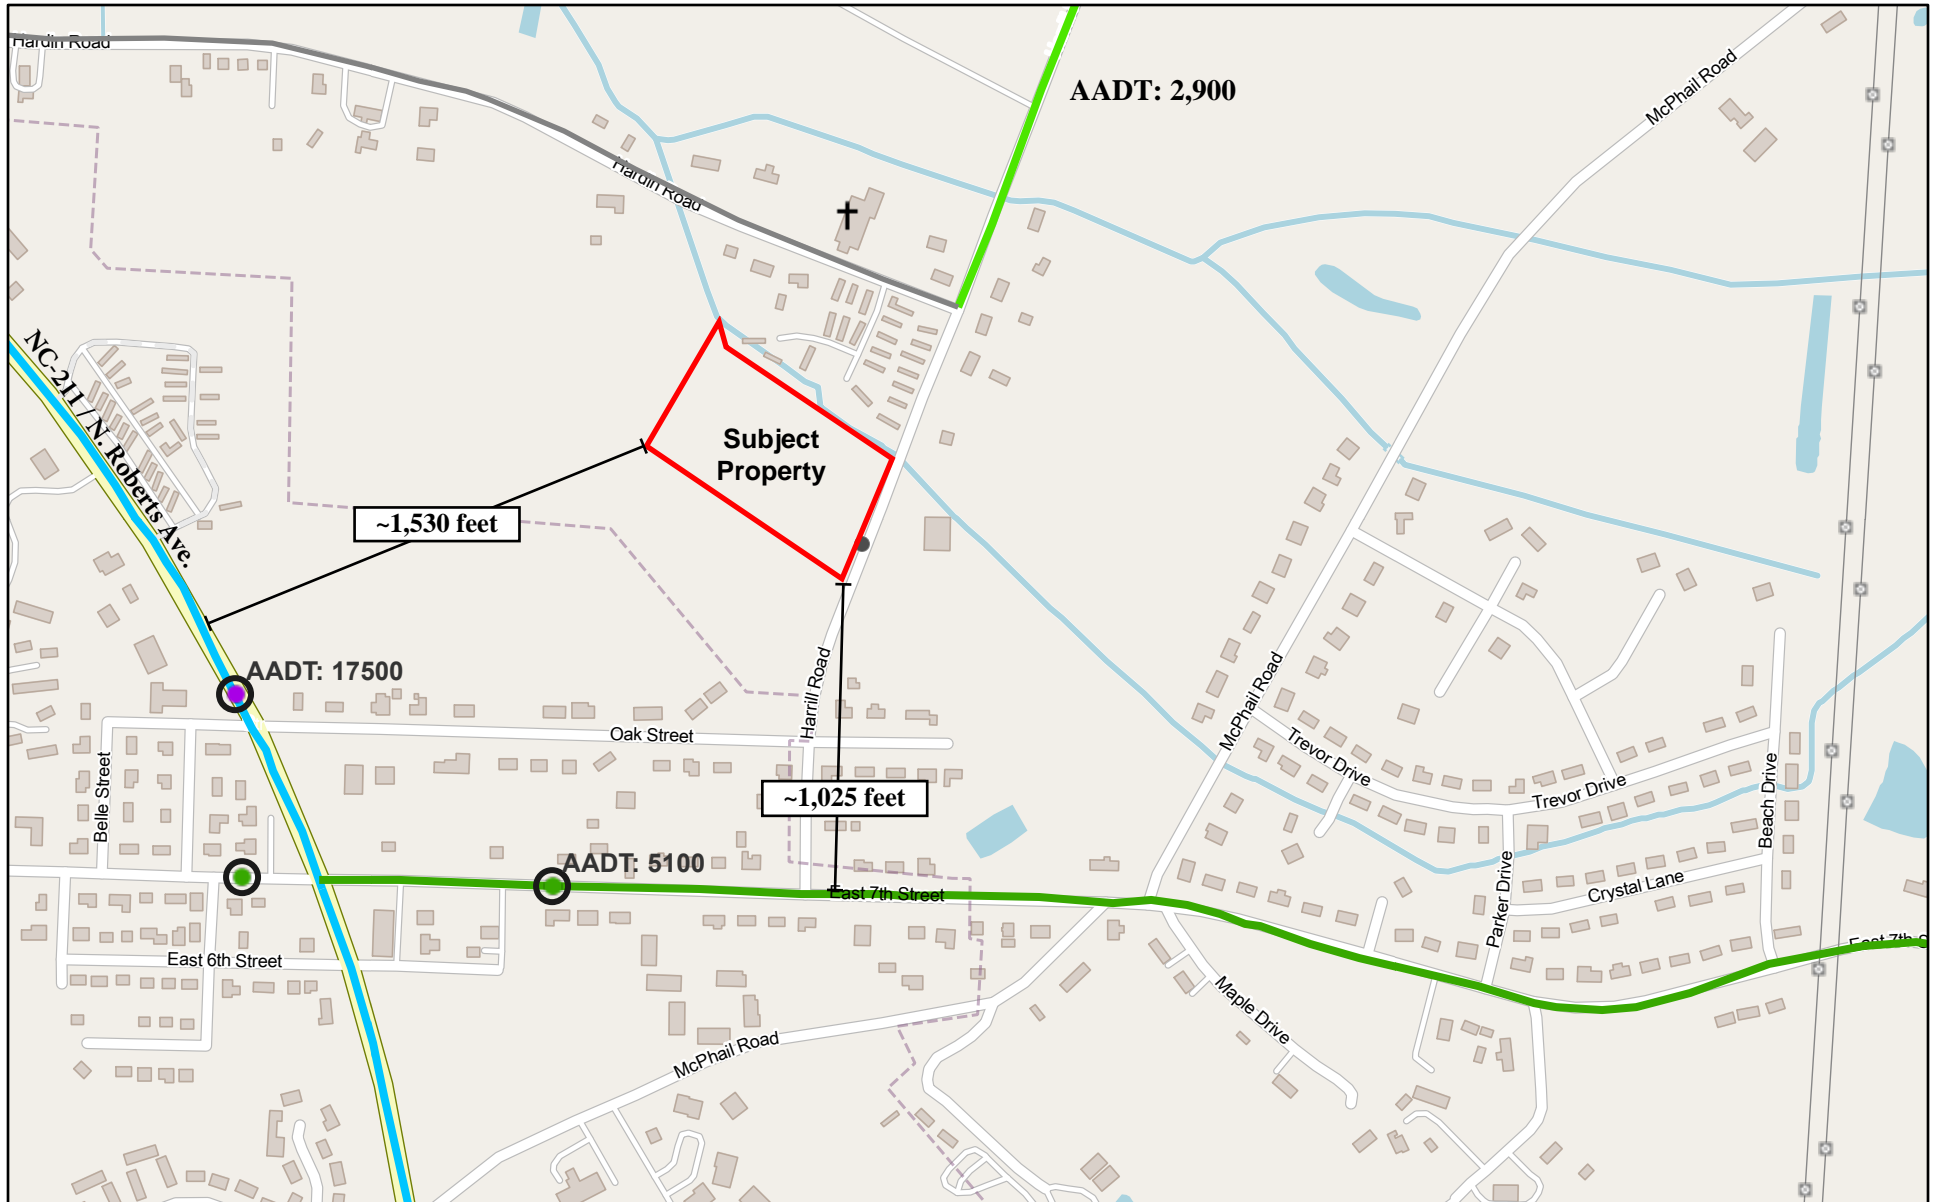 Hardin Road
AADT: 2,900
McPhail Road
Hardin Road
NC-211 / N. Roberts Ave.
Subject
Property
~1,530 feet
AADT: 17500
Harrill Road
McPhail Road
Oak Street
Trevor Drive
Trevor Drive
Belle Street
~1,025 feet
Beach Drive
AADT: 5100
East 7th Street
Crystal Lane
Parker Drive
East 7th S
East 6th Street
Maple Drive
McPhail Road